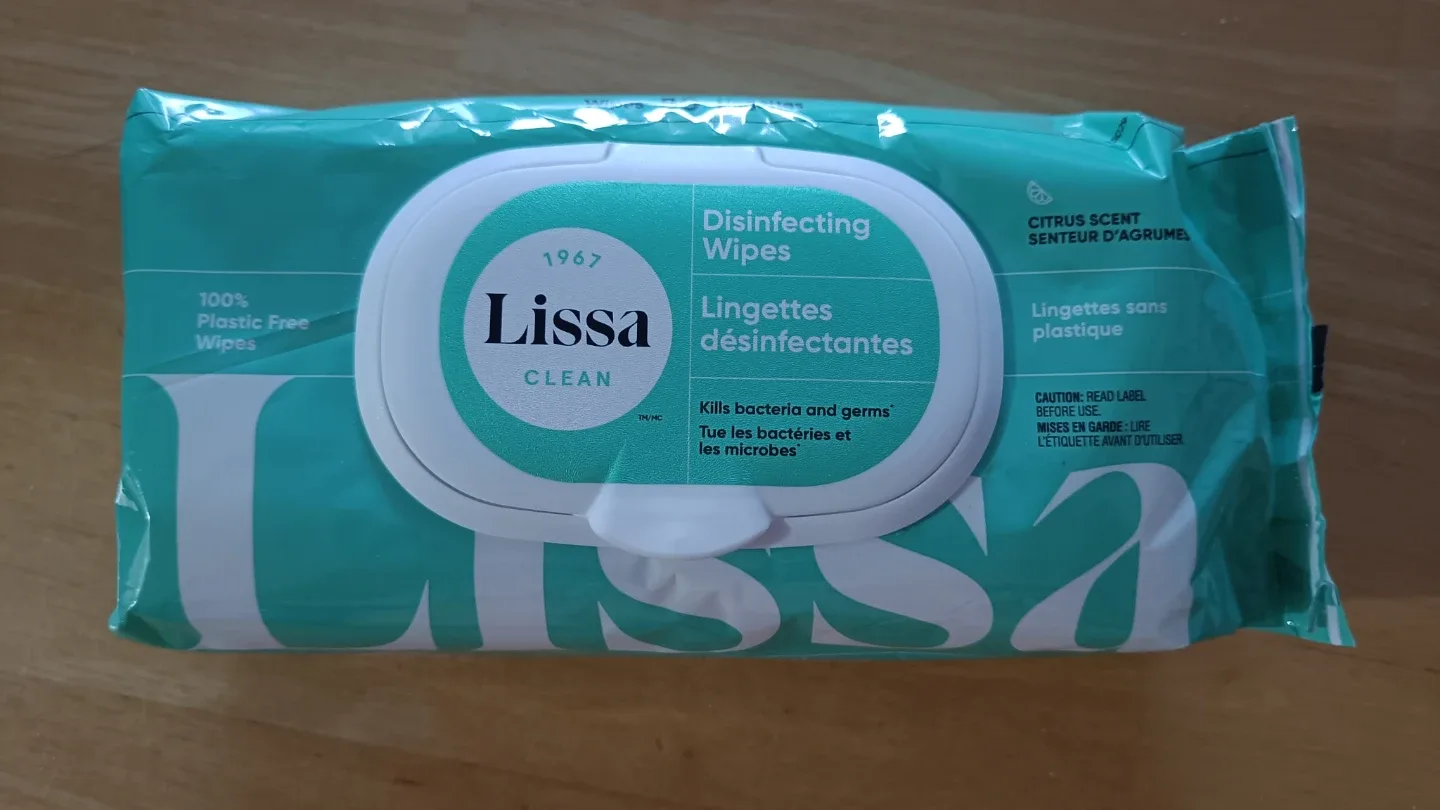 100%
Plastic Free
Wipes
1967
Lissa
CLEAN
TM/MC
Disinfecting
Wipes
Lingettes
désinfectantes
Kills bacteria and germs*
Tue les bactéries et
les microbes*
CITRUS SCENT
SENTEUR D'AGRUMES
Lingettes sans
plastique
CAUTION: READ LABEL
BEFORE USE.
MISES EN GARDE : LIRE
L'ÉTIQUETTE AVANT D'UTILISER.
Lissa